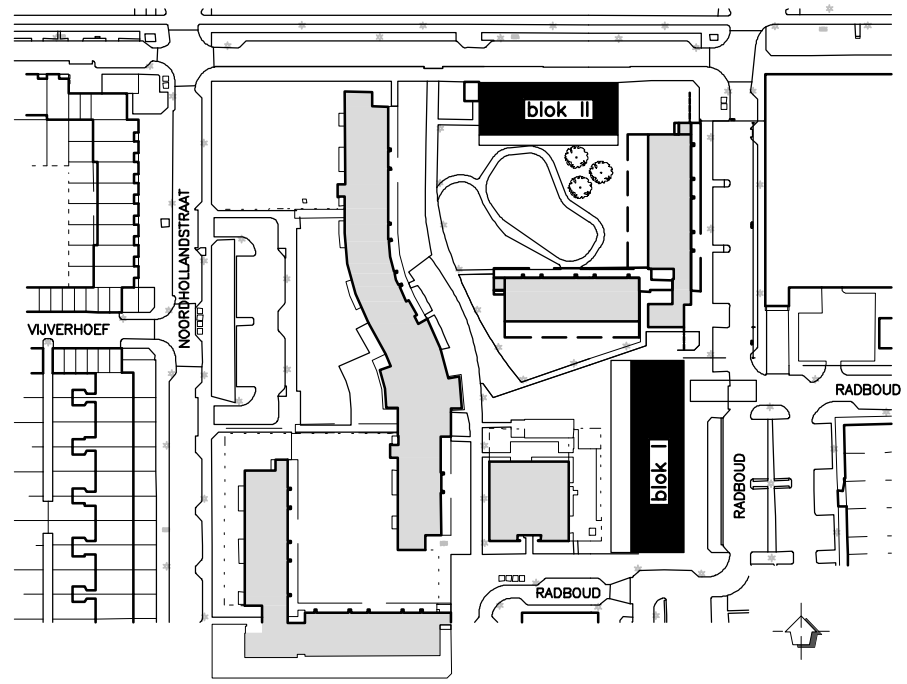 blok II
NOORDHOLLANDSTRAAT
VIJVERHOEF
RADBOUD
blok I
RADBOUD
RADBOUD